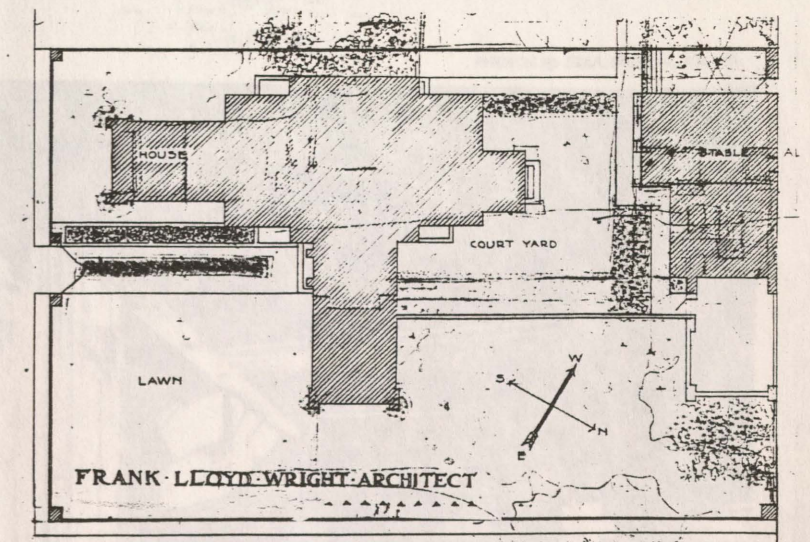 HOUSE
STABLE
AL
COURT YARD
LAWN
W
S
N
E
FRANK · LLOYD · WRIGHT · ARCHITECT